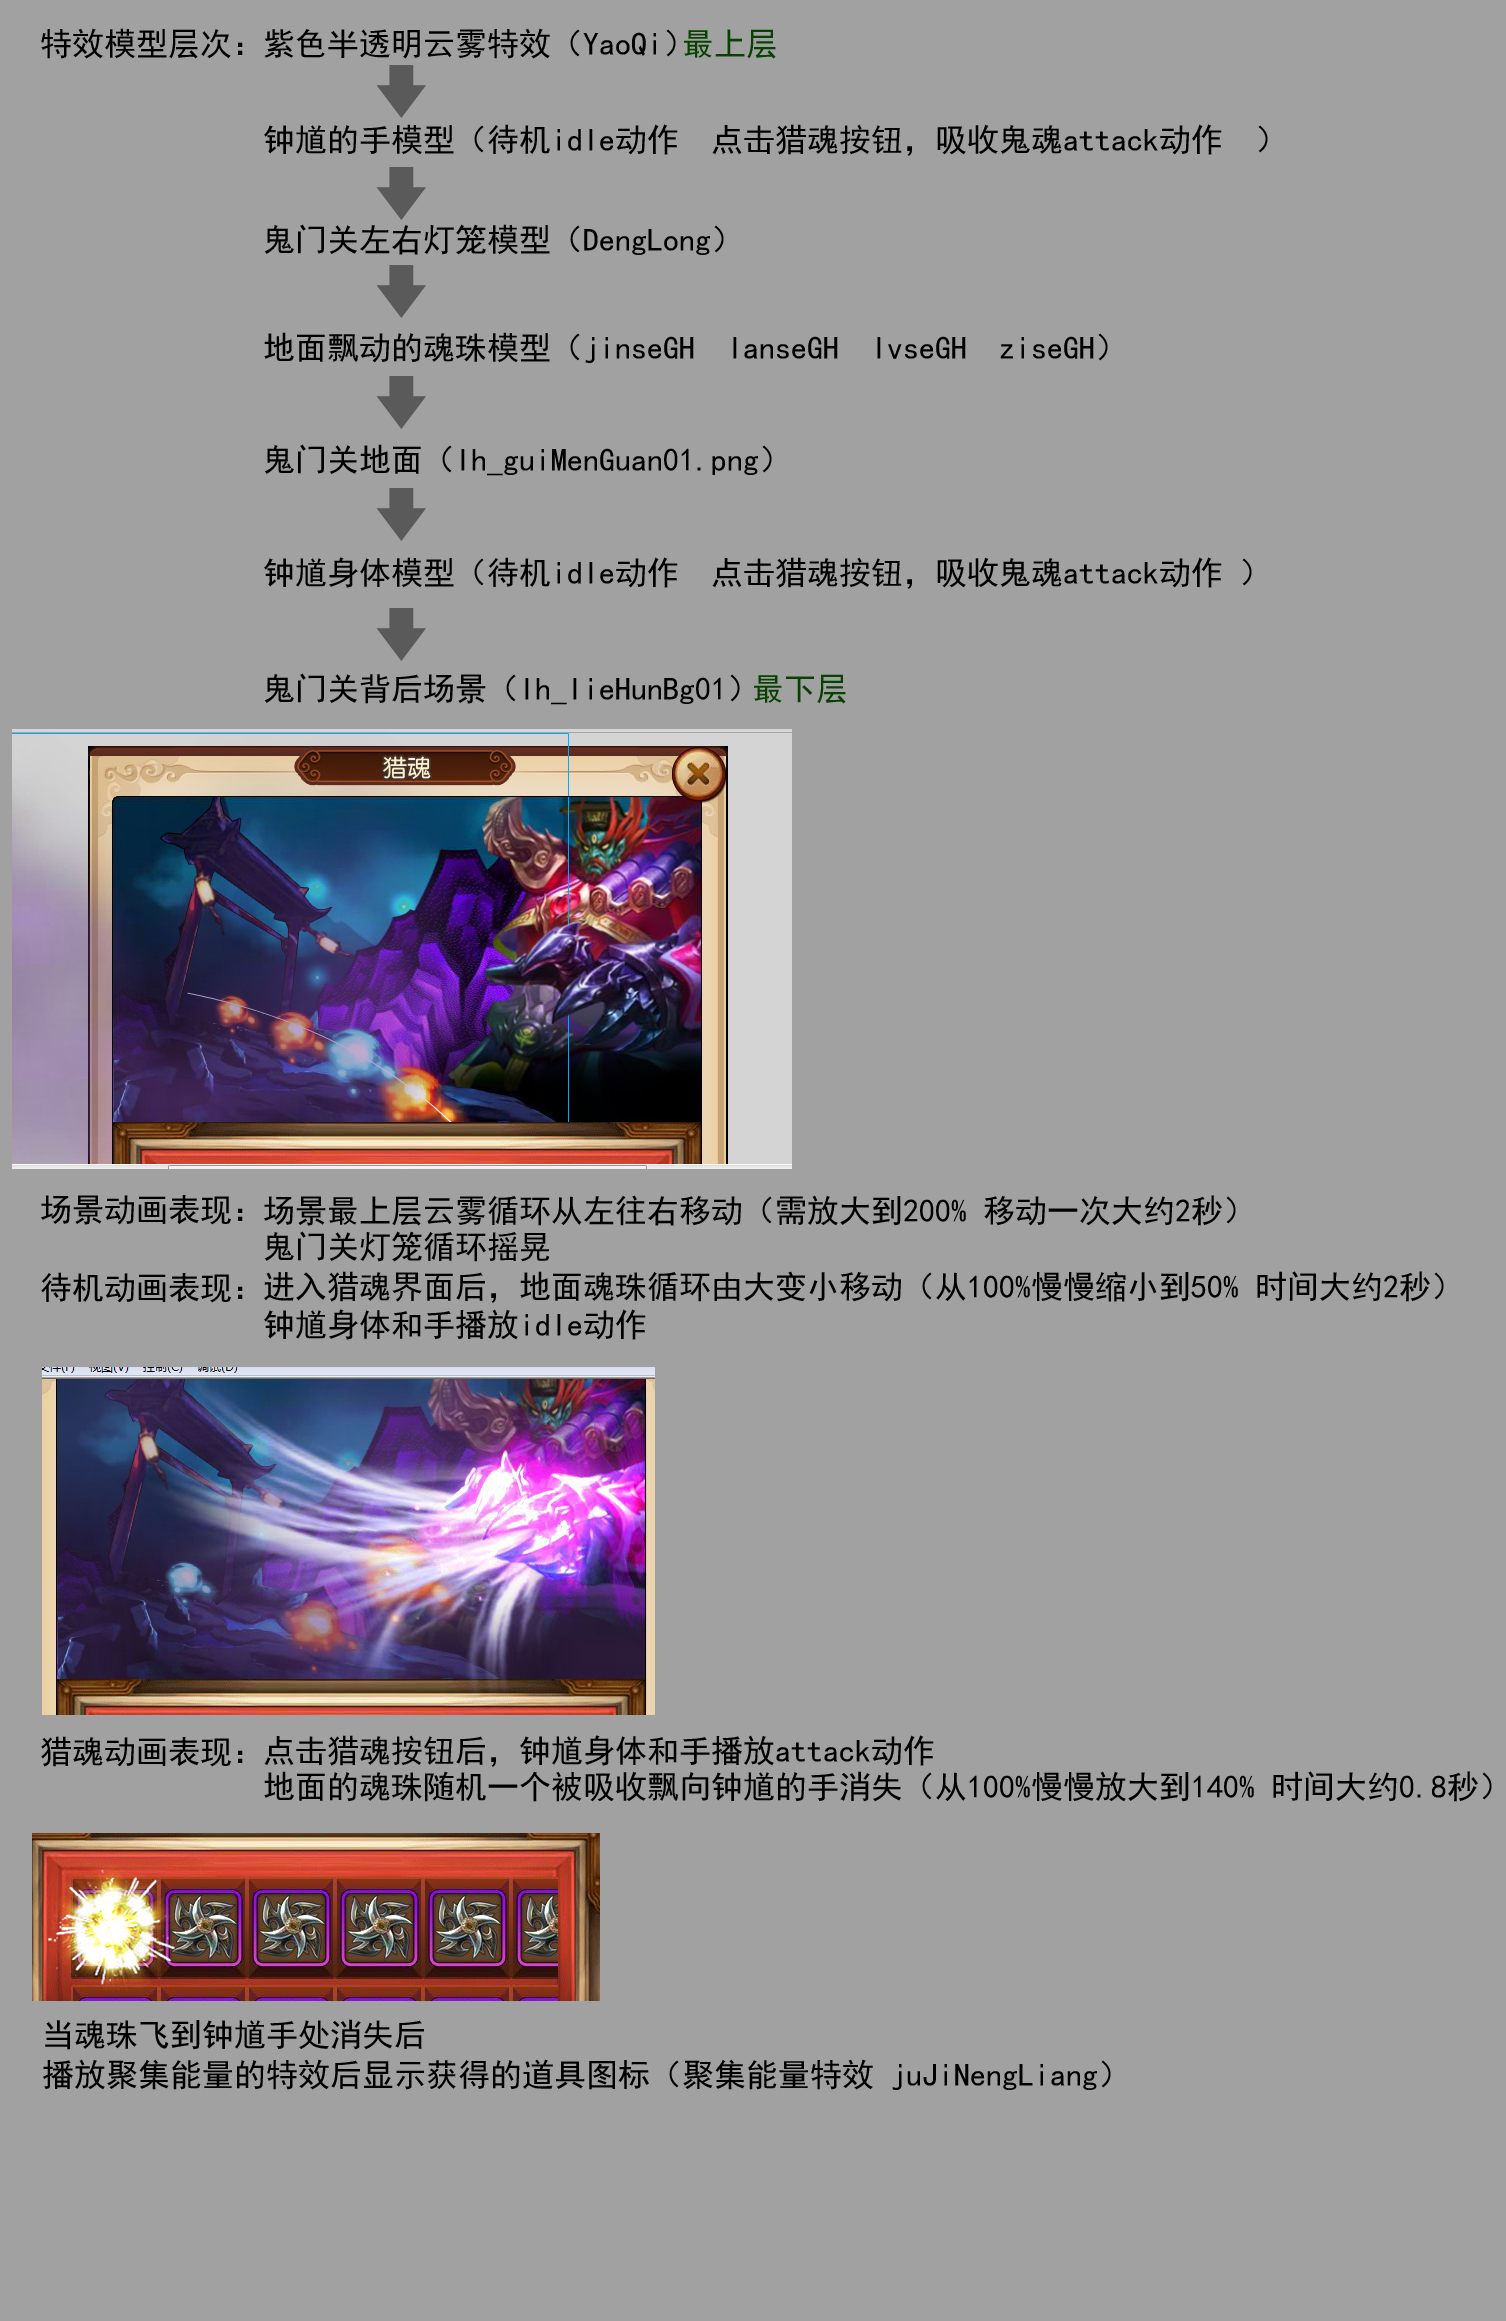 特效模型层次：紫色半透明云雾特效（YaoQi）最上层
钟馗的手模型（待机idle动作  点击猎魂按钮，吸收鬼魂attack动作  ）
鬼门关左右灯笼模型（DengLong）
地面飘动的魂珠模型（jinseGH  lanseGH  lvseGH  ziseGH）
鬼门关地面（lh_guiMenGuan01.png）
钟馗身体模型（待机idle动作  点击猎魂按钮，吸收鬼魂attack动作 ）
鬼门关背后场景（lh_lieHunBg01）最下层
猎魂
场景动画表现：场景最上层云雾循环从左往右移动（需放大到200% 移动一次大约2秒）
鬼门关灯笼循环摇晃
待机动画表现：进入猎魂界面后，地面魂珠循环由大变小移动（从100%慢慢缩小到50% 时间大约2秒）
钟馗身体和手播放idle动作
猎魂动画表现：点击猎魂按钮后，钟馗身体和手播放attack动作
地面的魂珠随机一个被吸收飘向钟馗的手消失（从100%慢慢放大到140% 时间大约0.8秒）
当魂珠飞到钟馗手处消失后
播放聚集能量的特效后显示获得的道具图标（聚集能量特效 juJiNengLiang）